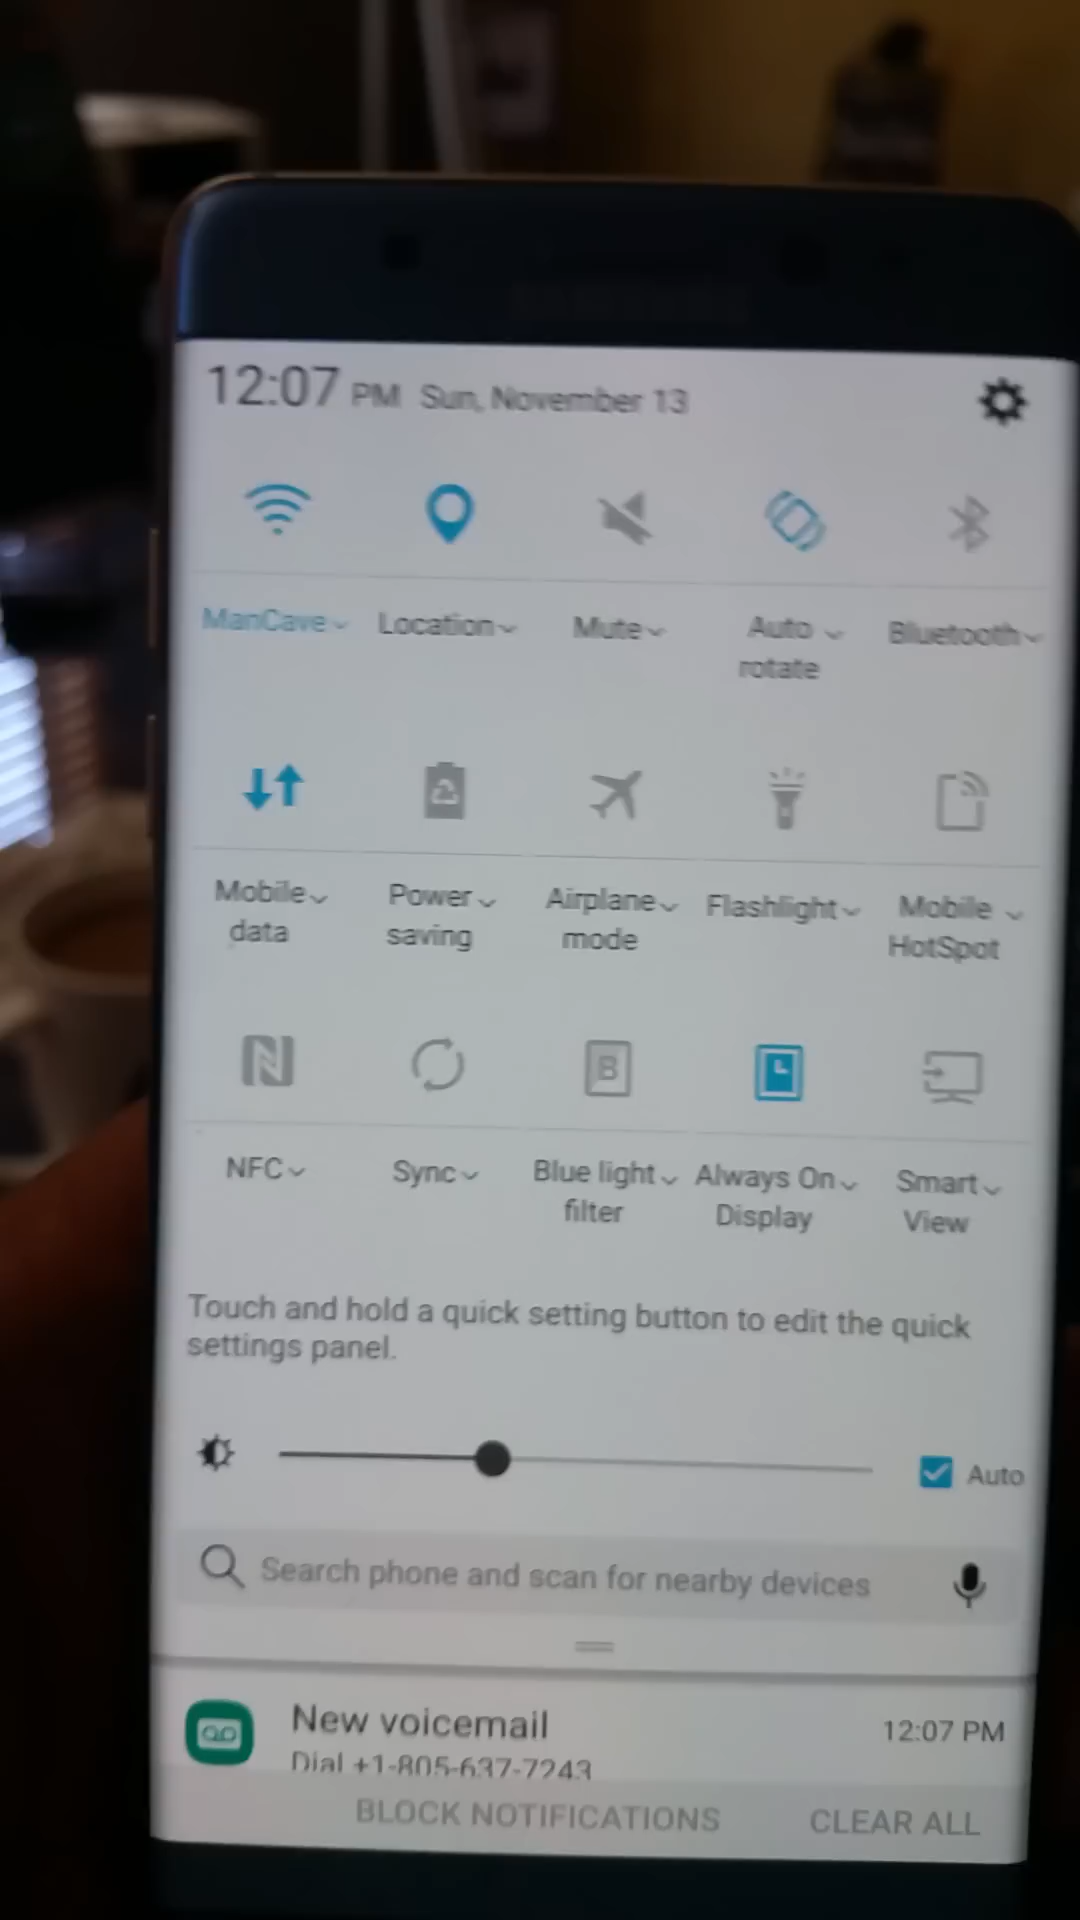 12:07 PM Sun, November 13
ManCave Location Mute Auto rotate Bluetooth
Mobile data Power saving Airplane mode Flashlight Mobile HotSpot
NFC Sync Blue light filter Always On Display Smart View
Touch and hold a quick setting button to edit the quick
settings panel.
Auto
Search phone and scan for nearby devices
New voicemail 12:07 PM
Dial +1-805-637-7243
BLOCK NOTIFICATIONS CLEAR ALL